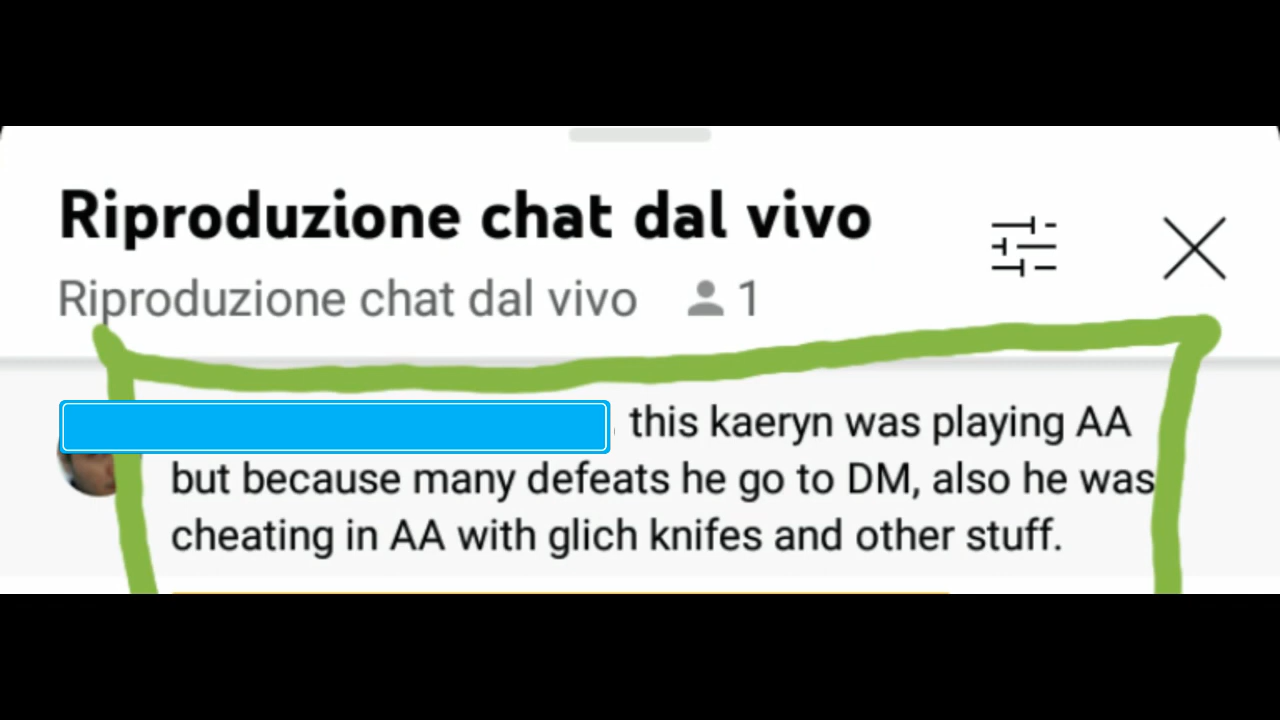 Riproduzione chat dal vivo
Riproduzione chat dal vivo 1
this kaeryn was playing AA
but because many defeats he go to DM, also he was
cheating in AA with glich knifes and other stuff.